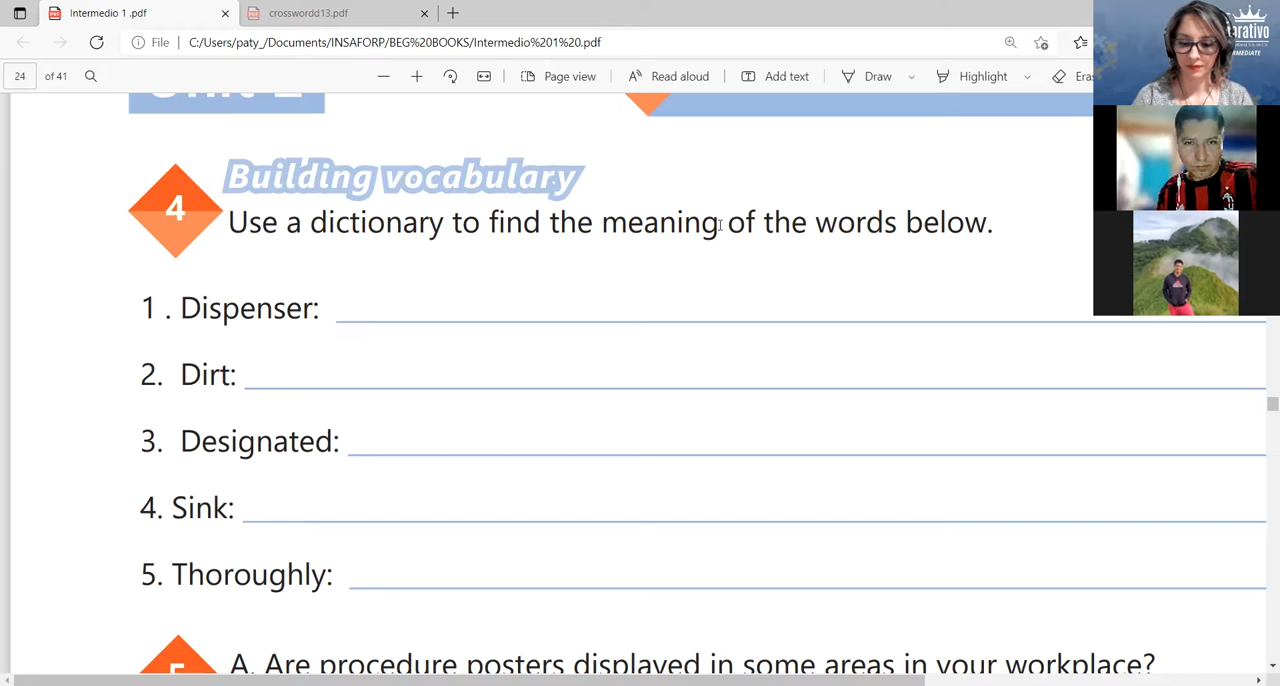 Intermedio 1 .pdf
crosswordd13.pdf
File C:/Users/paty_/Documents/INSAFORP/BEG%20BOOKS/Intermedio%201%20.pdf
24 of 41 Page view Read aloud Add text Draw Highlight
Building vocabulary
4
Use a dictionary to find the meaning of the words below.
1 . Dispenser:
2. Dirt:
3. Designated:
4. Sink:
5. Thoroughly:
5
A. Are procedure posters displayed in some areas in your workplace?